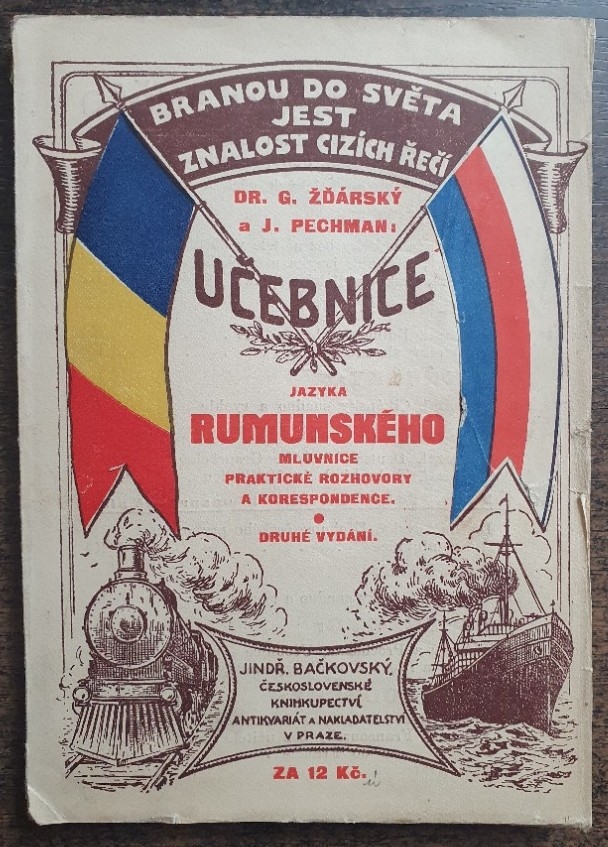 BRANOU DO SVĚTA
JEST
ZNALOST CIZÍCH ŘEČÍ
DR. G. ŽĎÁRSKÝ
a J. PECHMAN:
UČEBNICE
JAZYKA
RUMUNSKÉHO
MLUVNICE
PRAKTICKÉ ROZHOVORY
A KORESPONDENCE.
DRUHÉ VYDÁNÍ.
JINDŘ. BAČKOVSKÝ,
ČESKOSLOVENSKÉ
KNIHKUPECTVÍ
ANTIKVARIÁT A NAKLADATELSTVÍ
V PRAZE.
ZA 12 Kč.